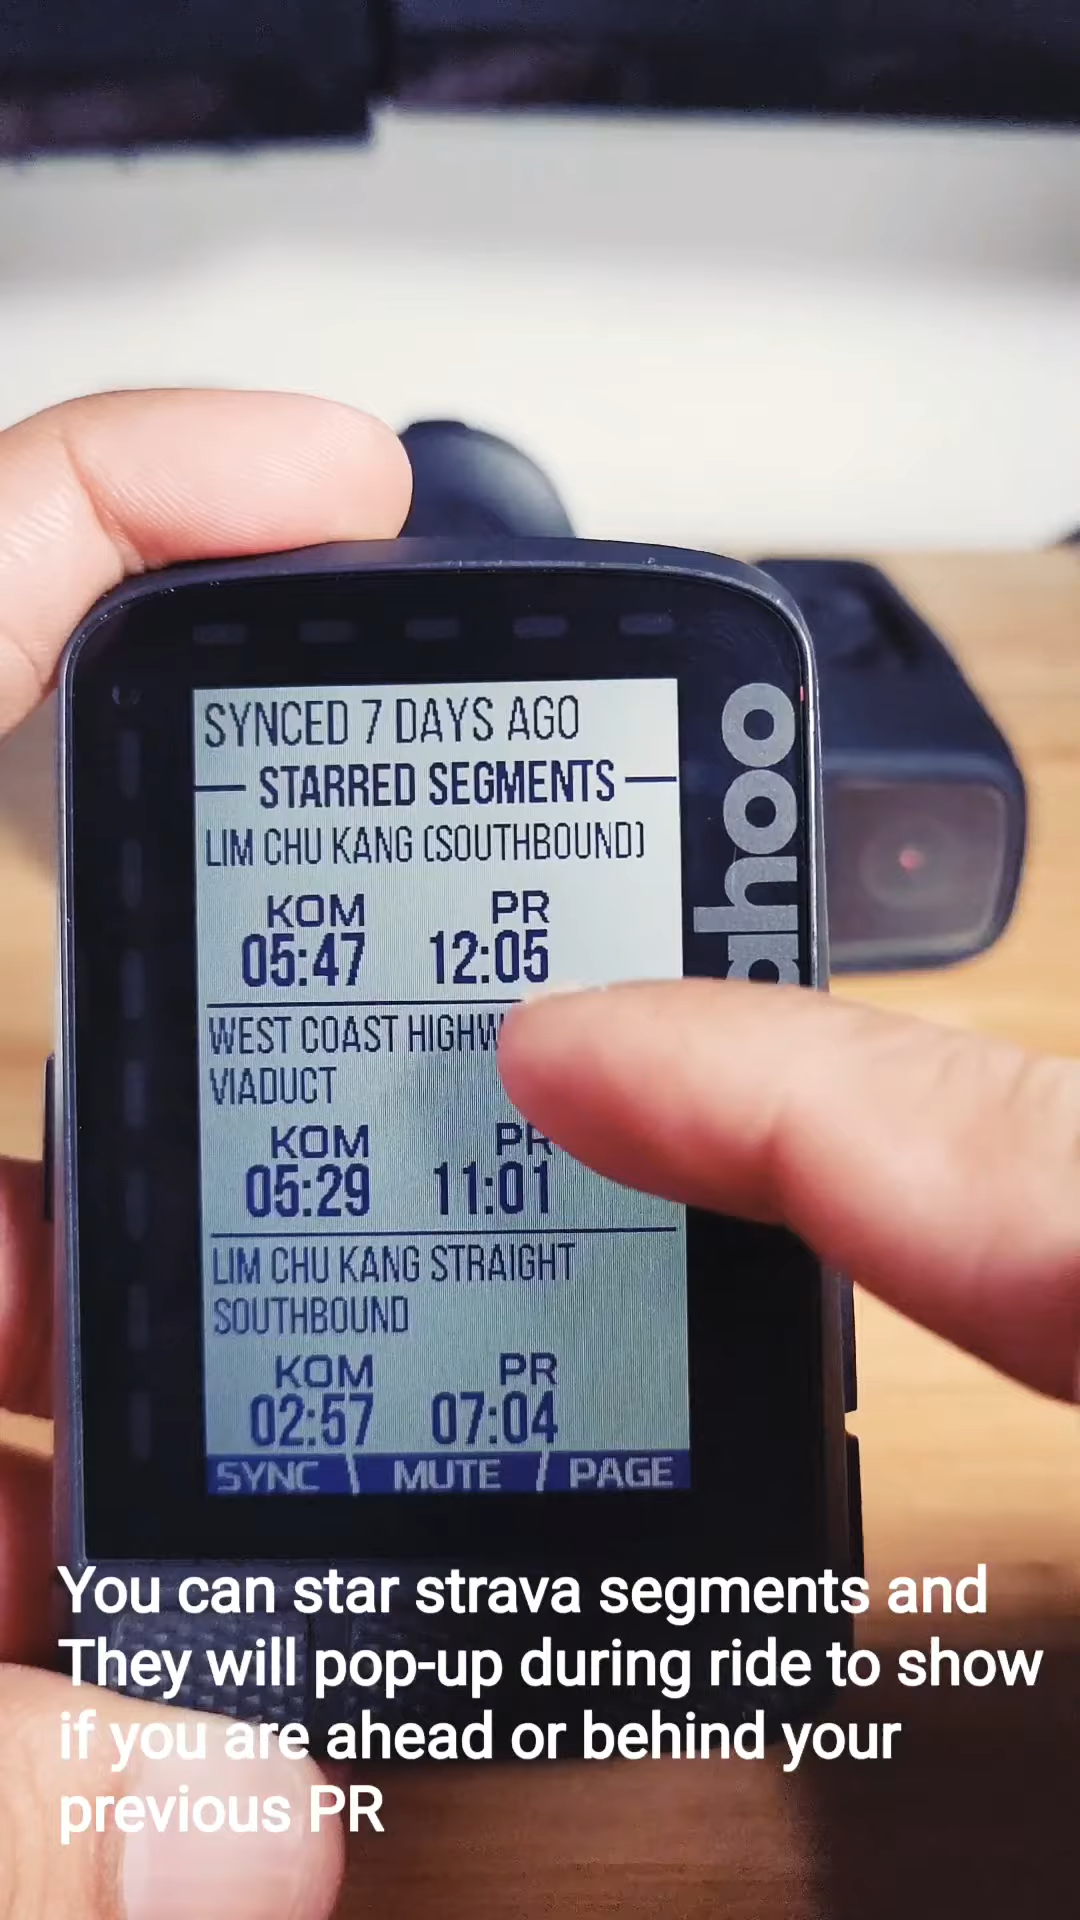 SYNCED 7 DAYS AGO
STARRED SEGMENTS
LIM CHU KANG (SOUTHBOUND)
KOM PR
05:47 12:05
WEST COAST
VIADUCT
KOM PR
05:29 11:01
LIM CHU KANG STRAIGHT
SOUTHBOUND
KOM PR
02:57 07:04
SYNC MUTE PAGE
ahoo
You can star strava segments and
They will pop-up during ride to show
if you are ahead or behind your
previous PR